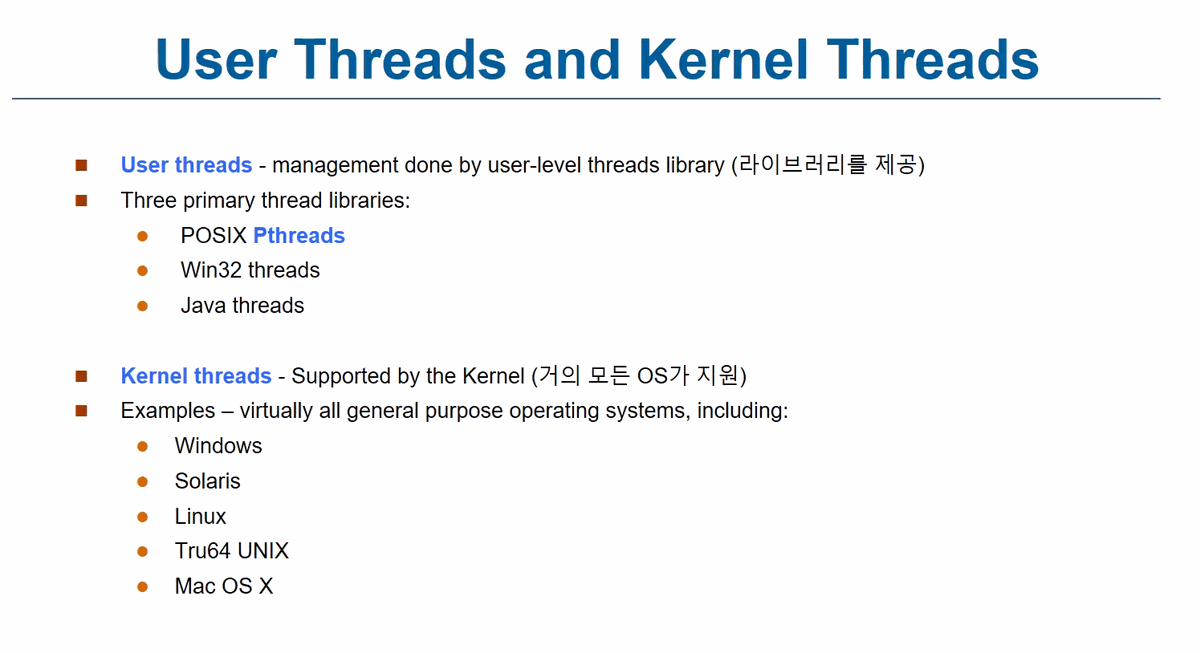 User Threads and Kernel Threads
User threads - management done by user-level threads library (라이브러리를 제공)
Three primary thread libraries:
POSIX Pthreads
Win32 threads
Java threads
Kernel threads - Supported by the Kernel (거의 모든 OS가 지원)
Examples – virtually all general purpose operating systems, including:
Windows
Solaris
Linux
Tru64 UNIX
Mac OS X